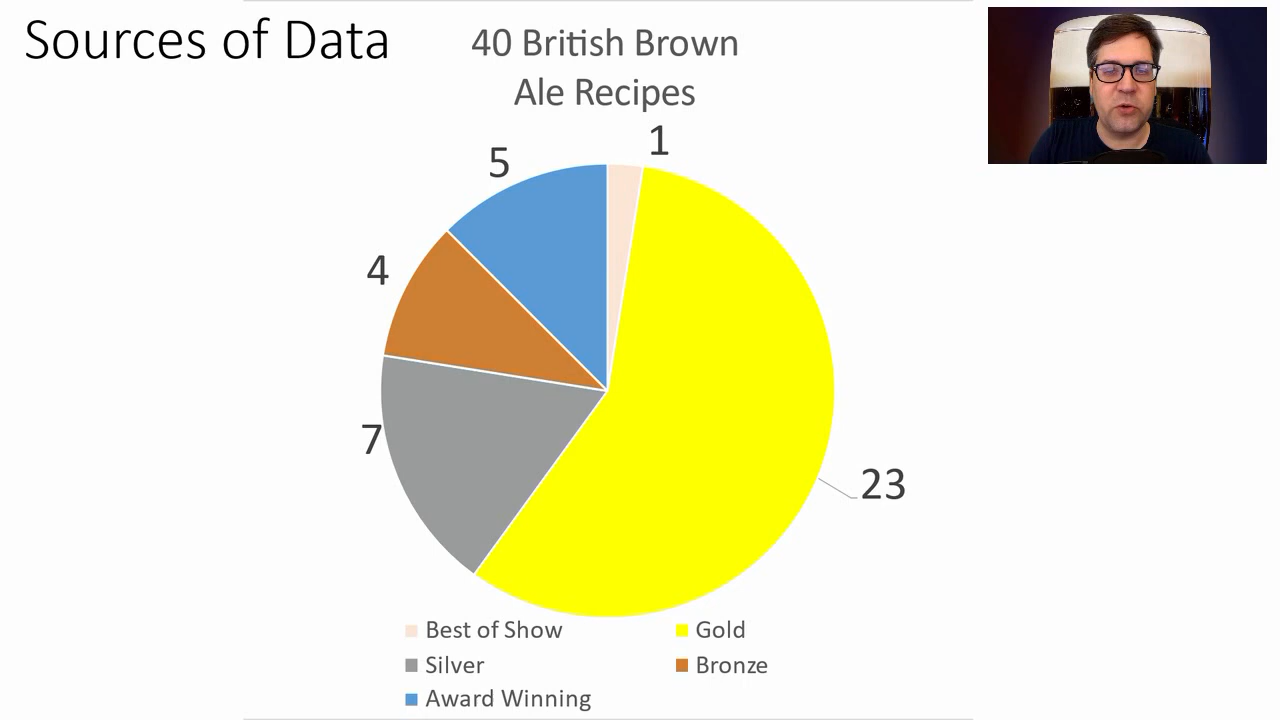 Sources of Data
40 British Brown
Ale Recipes
1
5
4
7
23
Best of Show
Gold
Silver
Bronze
Award Winning